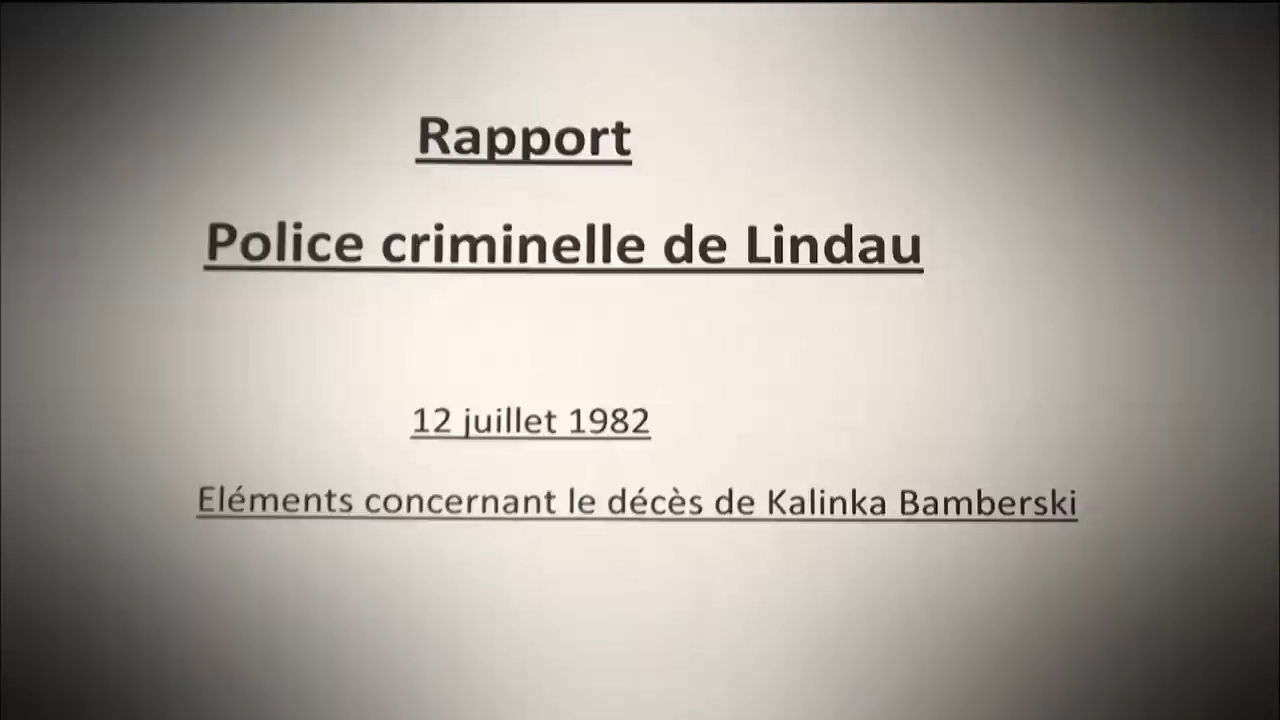 Rapport
Police criminelle de Lindau
12 juillet 1982
Eléments concernant le décès de Kalinka Bamberski